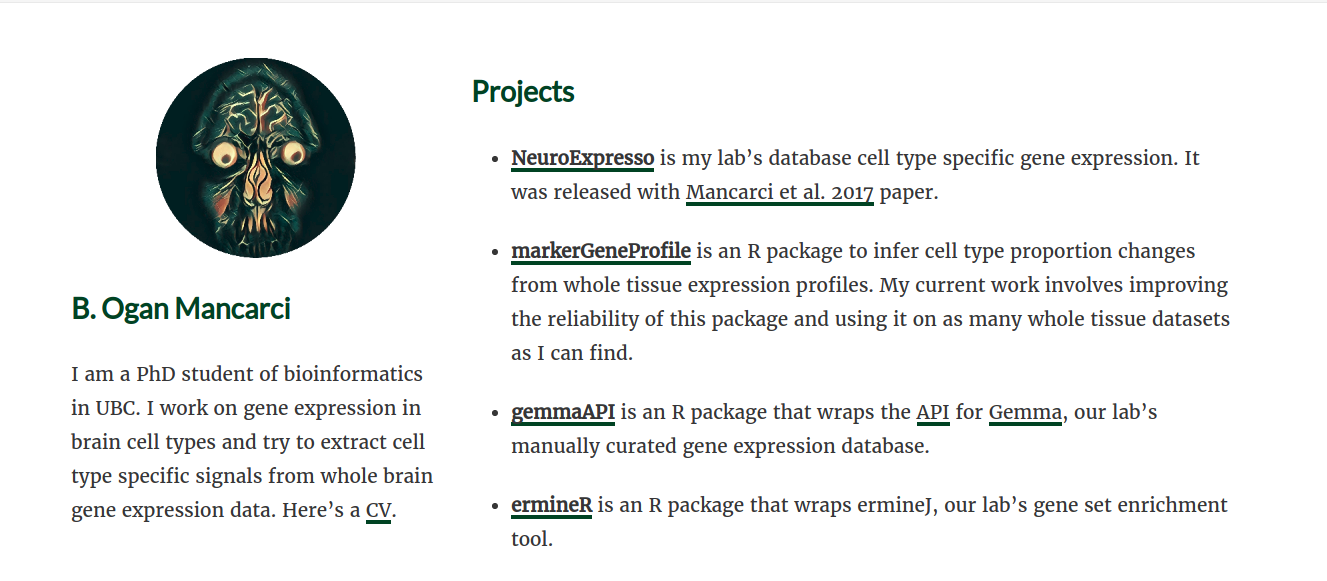 B. Ogan Mancarci
I am a PhD student of bioinformatics
in UBC. I work on gene expression in
brain cell types and try to extract cell
type specific signals from whole brain
gene expression data. Here’s a CV.
Projects
NeuroExpresso is my lab’s database cell type specific gene expression. It
was released with Mancarci et al. 2017 paper.
markerGeneProfile is an R package to infer cell type proportion changes
from whole tissue expression profiles. My current work involves improving
the reliability of this package and using it on as many whole tissue datasets
as I can find.
gemmaAPI is an R package that wraps the API for Gemma, our lab’s
manually curated gene expression database.
ermineR is an R package that wraps ermineJ, our lab’s gene set enrichment
tool.